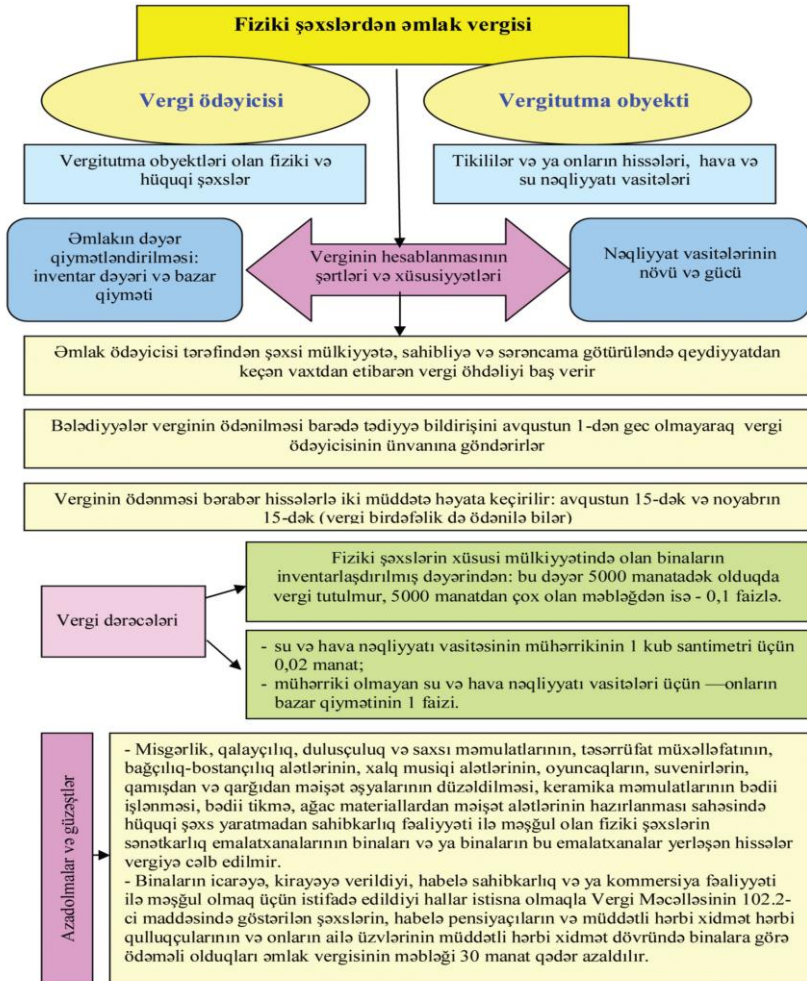 Fiziki şəxslərdən əmlak vergisi
Vergi ödəyicisi
Vergitutma obyekti
Vergitutma obyektləri olan fiziki və
hüquqi şəxslər
Tikililər və ya onların hissələri, hava və
su nəqliyyatı vasitələri
Əmlakın dəyər
qiymətləndirilməsi:
inventar dəyəri və bazar
qiyməti
Verginin hesablanmasının
şərtləri və xüsusiyyətləri
Nəqliyyat vasitələrinin
növü və gücü
Əmlak ödəyicisi tərəfindən şəxsi mülkiyyətə, sahibliyə və sərəncama götürüləndə qeydiyyatdan
keçən vaxtdan etibarən vergi öhdəliyi baş verir
Bələdiyyələr verginin ödənilməsi barədə tədiyyə bildirişini avqustun 1-dən gec olmayaraq vergi
ödəyicisinin ünvanına göndərirlər
Verginin ödənməsi bərabər hissələrlə iki müddətə həyata keçirilir: avqustun 15-dək və noyabrın
15-dək (vergi birdəfəlik də ödənilə bilər)
Vergi dərəcələri
Fiziki şəxslərin xüsusi mülkiyyətində olan binaların
inventarlaşdırılmış dəyərindən: bu dəyər 5000 manatadək olduqda
vergi tutulmur, 5000 manatdan çox olan məbləğdən isə - 0,1 faizlə.
- su və hava nəqliyyatı vasitəsinin mühərrikinin 1 kub santimetri üçün
0,02 manat;
- mühərriki olmayan su və hava nəqliyyatı vasitələri üçün —onların
bazar qiymətinin 1 faizi.
Azadolmalar və güzəştlər
- Misgərlik, qalayçılıq, dulusçuluq və saxsı məmulatlarının, təsərrüfat müxəlləfatının,
bağçılıq-bostançılıq alətlərinin, xalq musiqi alətlərinin, oyuncaqların, suvenirlərin,
qamışdan və qarğıdan məişət əşyalarının düzəldilməsi, keramika məmulatlarının bədii
işlənməsi, bədii tikmə, ağac materiallardan məişət alətlərinin hazırlanması sahəsində
hüquqi şəxs yaratmadan sahibkarlıq fəaliyyəti ilə məşğul olan fiziki şəxslərin
sənətkarlıq emalatxanalarının binaları və ya binaların bu emalatxanalar yerləşən hissələr
vergiyə cəlb edilmir.
- Binaların icarəyə, kirayəyə verildiyi, habelə sahibkarlıq və ya kommersiya fəaliyyəti
ilə məşğul olmaq üçün istifadə edildiyi hallar istisna olmaqla Vergi Məcəlləsinin 102.2-
ci maddəsində göstərilən şəxslərin, habelə pensiyaçıların və müddətli hərbi xidmət hərbi
qulluqçularının və onların ailə üzvlərinin müddətli hərbi xidmət dövründə binalara görə
ödəməli olduqları əmlak vergisinin məbləği 30 manat qədər azaldılır.